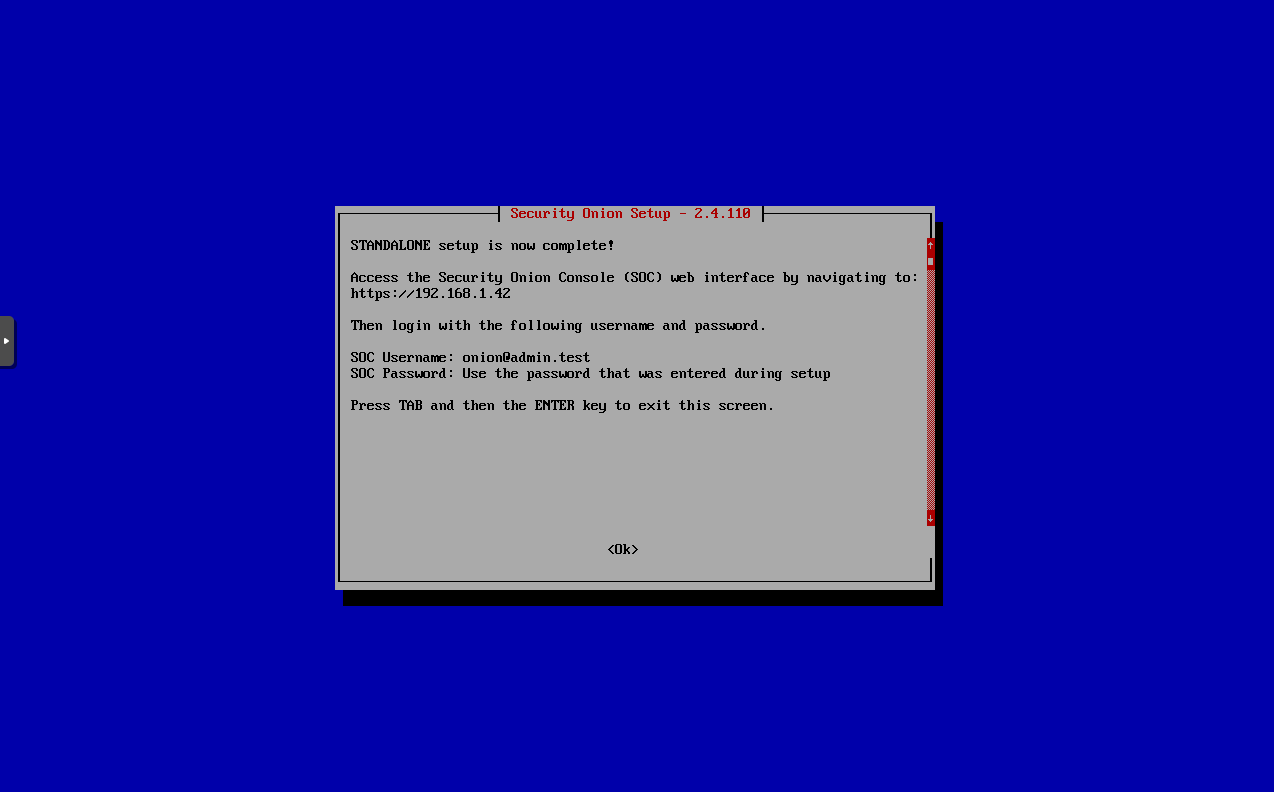 Security Onion Setup - 2.4.110
STANDALONE setup is now complete!
Access the Security Onion Console (SOC) web interface by navigating to:
https://192.168.1.42
Then login with the following username and password.
SOC Username: onion@admin.test
SOC Password: Use the password that was entered during setup
Press TAB and then the ENTER key to exit this screen.
<Ok>